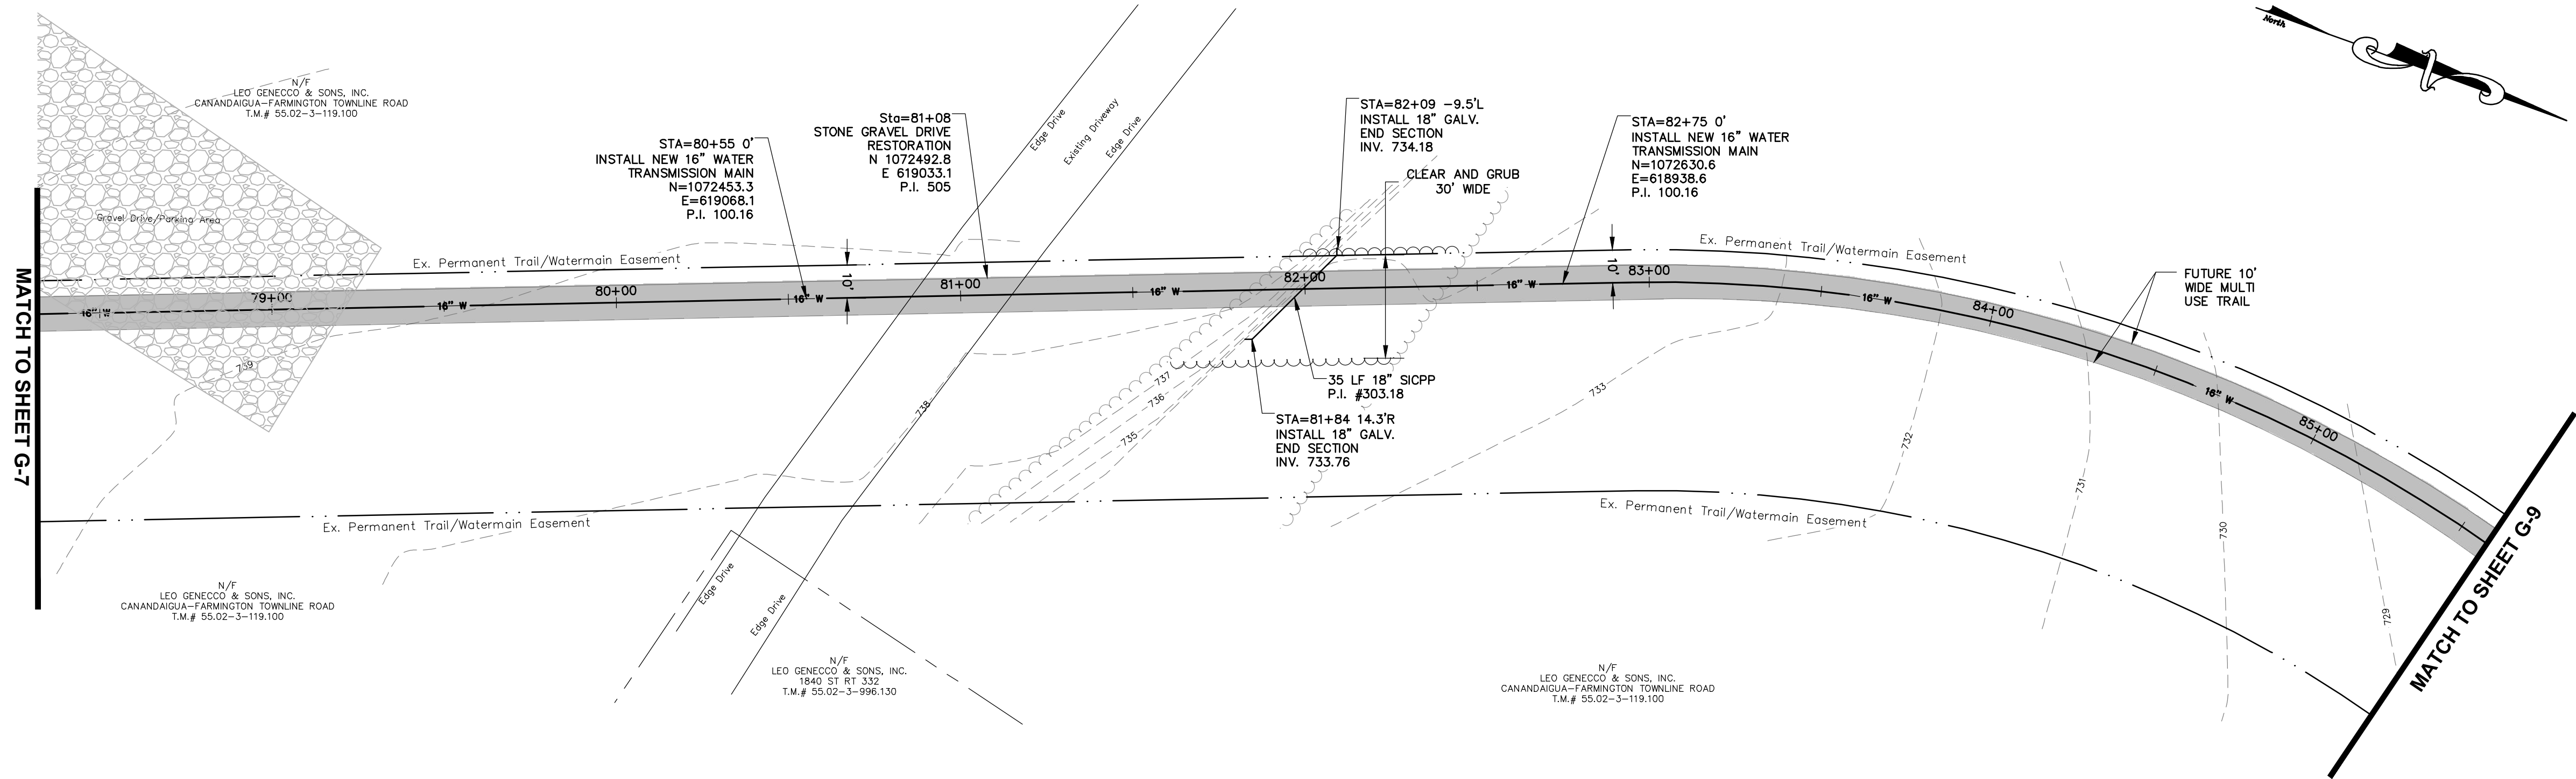 North
N/F
LEO GENECCO & SONS, INC.
CANANDAIGUA-FARMINGTON TOWNLINE ROAD
T.M.# 55.02-3-119.100
Gravel Drive/Parking Area
MATCH TO SHEET G-7
STA=80+55 0'
INSTALL NEW 16" WATER
TRANSMISSION MAIN
N=1072453.3
E=619068.1
P.I. 100.16
Sta=81+08
STONE GRAVEL DRIVE
RESTORATION
N 1072492.8
E 619033.1
P.I. 505
Edge Drive
Existing Driveway
Edge Drive
STA=82+09 -9.5'L
INSTALL 18" GALV.
END SECTION
INV. 734.18
CLEAR AND GRUB
30' WIDE
STA=82+75 0'
INSTALL NEW 16" WATER
TRANSMISSION MAIN
N=1072630.6
E=618938.6
P.I. 100.16
Ex. Permanent Trail/Watermain Easement
Ex. Permanent Trail/Watermain Easement
FUTURE 10'
WIDE MULTI
USE TRAIL
10'
10'
79+00
80+00
81+00
82+00
83+00
84+00
85+00
16" W
16" W
16" W
16" W
16" W
16" W
16" W
739
738
737
736
735
733
732
731
730
729
35 LF 18" SICPP
P.I. #303.18
STA=81+84 14.3'R
INSTALL 18" GALV.
END SECTION
INV. 733.76
Ex. Permanent Trail/Watermain Easement
Ex. Permanent Trail/Watermain Easement
N/F
LEO GENECCO & SONS, INC.
CANANDAIGUA-FARMINGTON TOWNLINE ROAD
T.M.# 55.02-3-119.100
Edge Drive
Edge Drive
N/F
LEO GENECCO & SONS, INC.
1840 ST RT 332
T.M.# 55.02-3-996.130
N/F
LEO GENECCO & SONS, INC.
CANANDAIGUA-FARMINGTON TOWNLINE ROAD
T.M.# 55.02-3-119.100
MATCH TO SHEET G-9